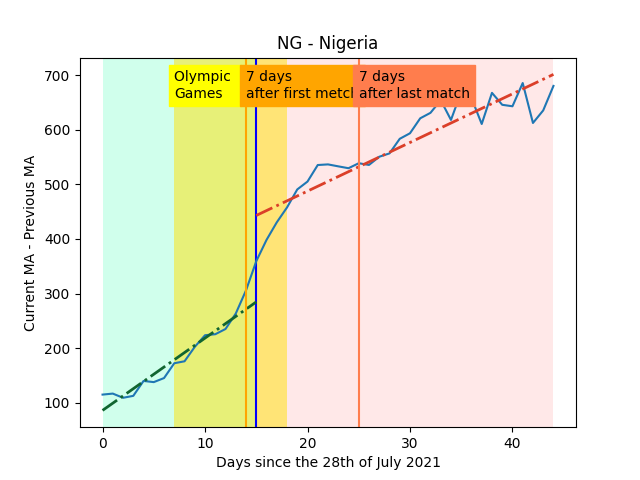 NG - Nigeria
Olympic
Games
7 days
after first match
7 days
after last match
Current MA - Previous MA
700
600
500
400
300
200
100
0
10
20
30
40
Days since the 28th of July 2021